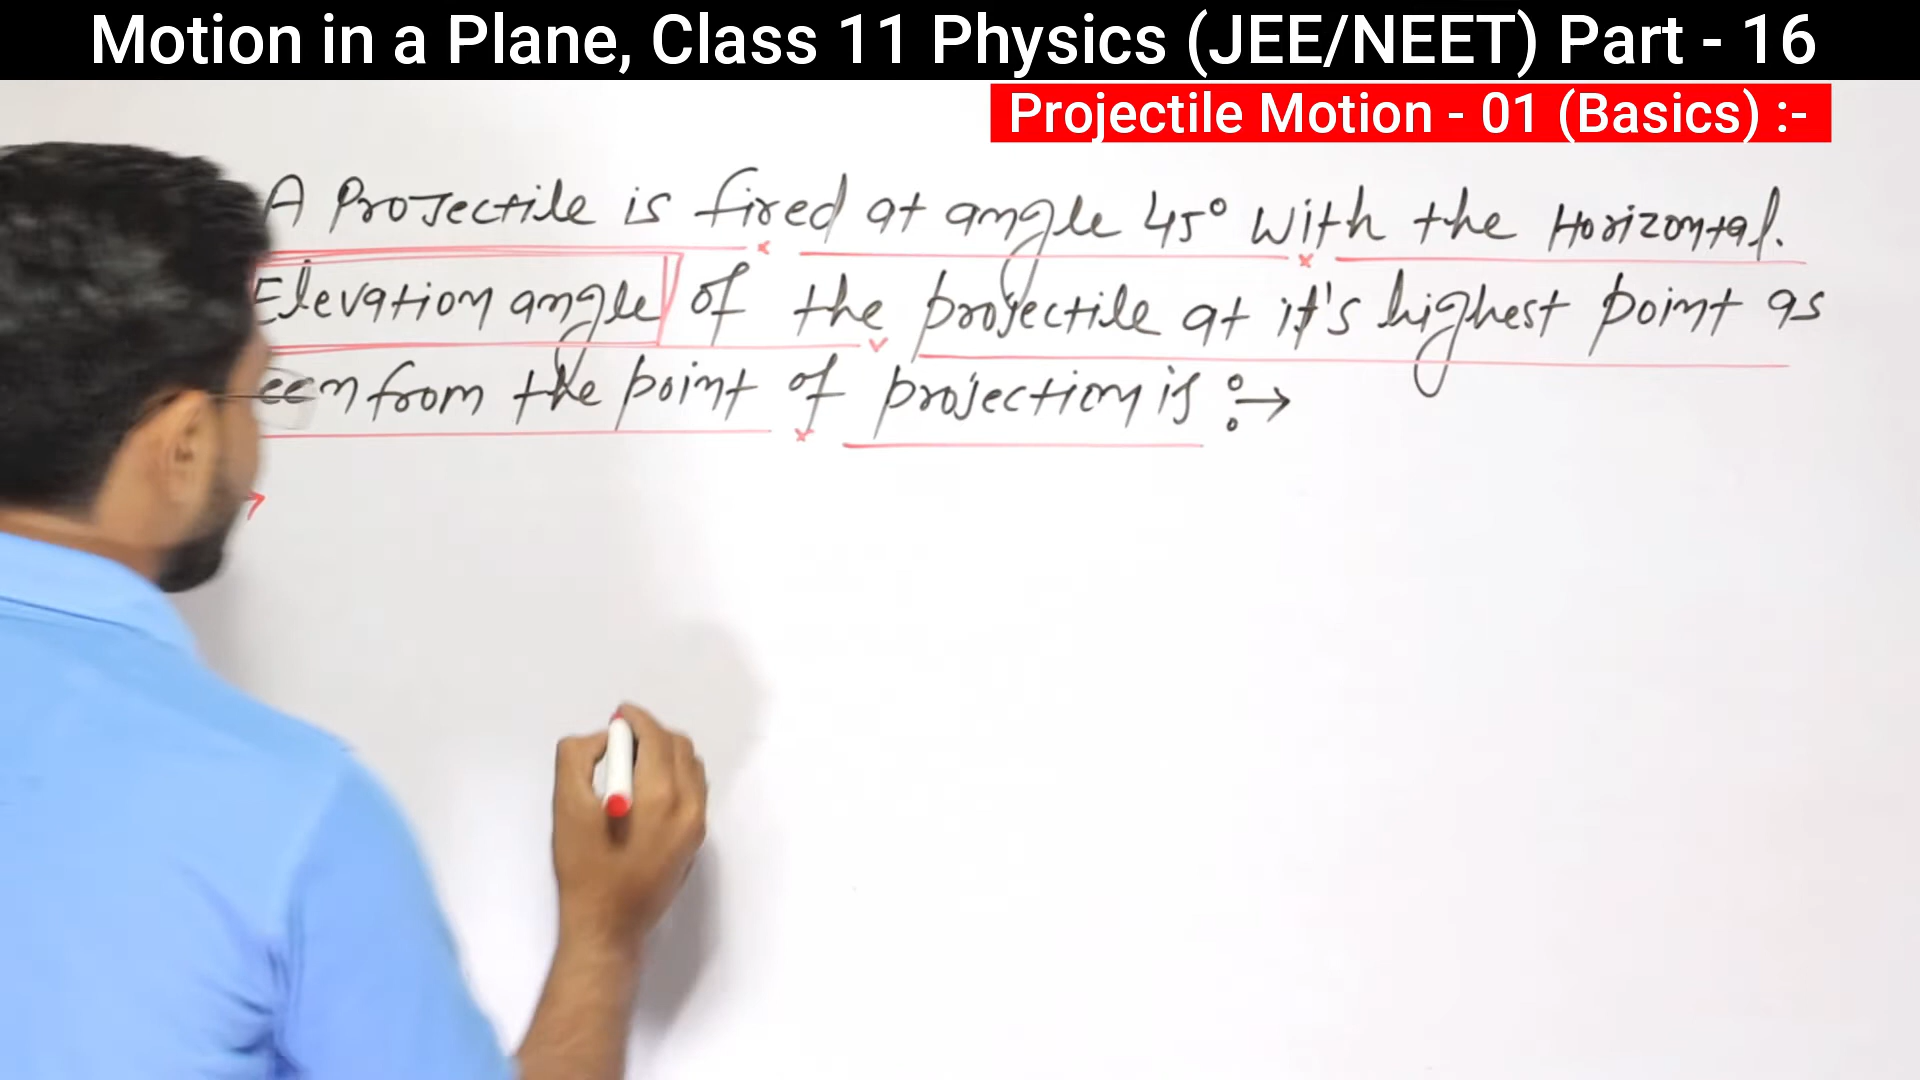 Motion in a Plane, Class 11 Physics (JEE/NEET) Part - 16
Projectile Motion - 01 (Basics) :-
A Projectile is fired at angle 45° with the Horizontal.
Elevation angle of the projectile at it's highest point as
een from the point of projection is :→